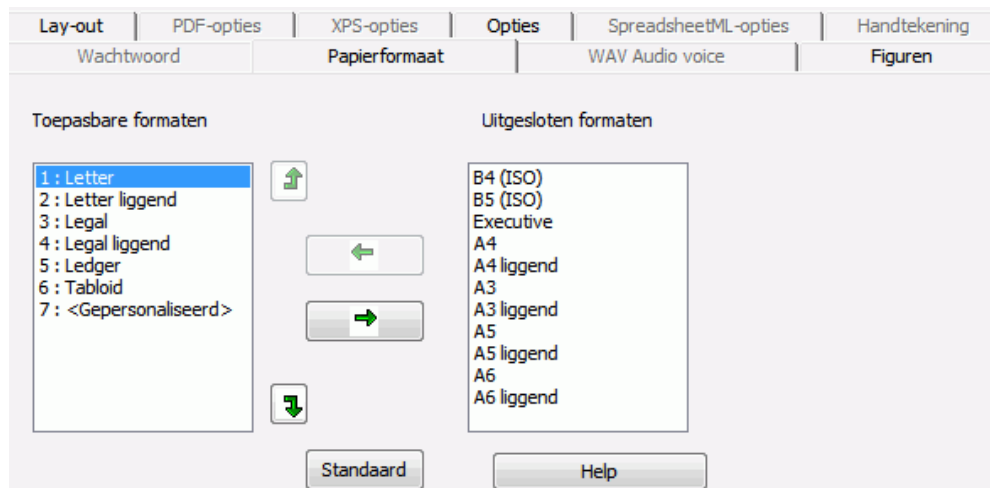 Lay-out PDF-opties XPS-opties Opties SpreadsheetML-opties Handtekening
Wachtwoord Papierformaat WAV Audio voice Figuren
Toepasbare formaten
1 : Letter
2 : Letter liggend
3 : Legal
4 : Legal liggend
5 : Ledger
6 : Tabloid
7 : <Gepersonaliseerd>
Uitgesloten formaten
B4 (ISO)
B5 (ISO)
Executive
A4
A4 liggend
A3
A3 liggend
A5
A5 liggend
A6
A6 liggend
Standaard Help